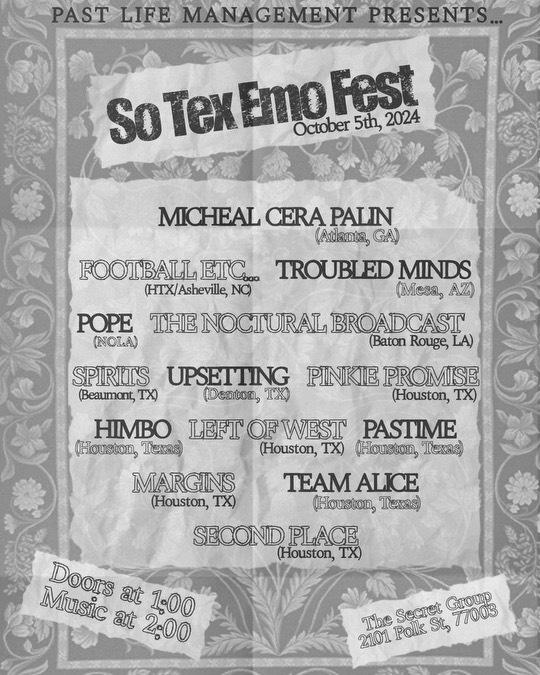 PAST LIFE MANAGEMENT PRESENTS...
So Tex Emo Fest
October 5th, 2024
MICHEAL CERA PALIN
(Atlanta, GA)
FOOTBALL ETC... TROUBLED MINDS
(HTX/Asheville, NC) (Mesa, AZ)
POPE THE NOCTURAL BROADCAST
(NOLA) (Baton Rouge, LA)
SPIRITS UPSETTING PINKIE PROMISE
(Beaumont, TX) (Denton, TX) (Houston, TX)
HIMBO LEFT OF WEST PASTIME
(Houston, Texas) (Houston, TX) (Houston, Texas)
MARGINS TEAM ALICE
(Houston, TX) (Houston, Texas)
SECOND PLACE
(Houston, TX)
Doors at 1:00
Music at 2:00
The Secret Group
2101 Polk St, 77003